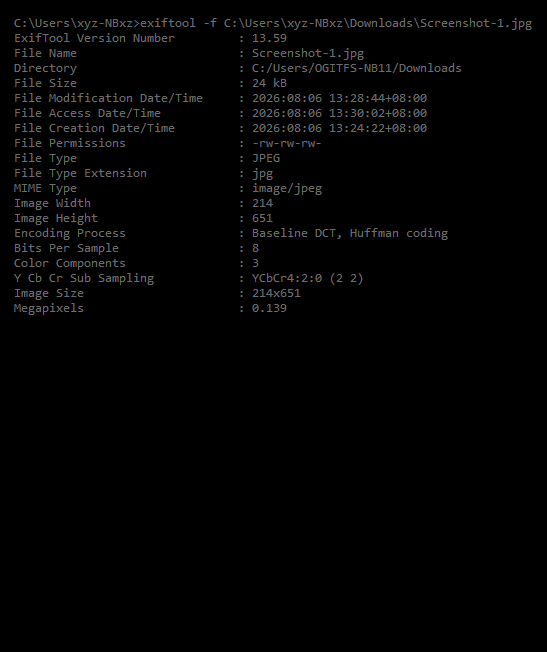 C:\Users\xyz-NBxz>exiftool -f C:\Users\xyz-NBxz\Downloads\Screenshot-1.jpg
ExifTool Version Number         : 13.59
File Name                       : Screenshot-1.jpg
Directory                       : C:/Users/OGITFS-NB11/Downloads
File Size                       : 24 kB
File Modification Date/Time     : 2026:08:06 13:28:44+08:00
File Access Date/Time           : 2026:08:06 13:30:02+08:00
File Creation Date/Time         : 2026:08:06 13:24:22+08:00
File Permissions                : -rw-rw-rw-
File Type                       : JPEG
File Type Extension             : jpg
MIME Type                       : image/jpeg
Image Width                     : 214
Image Height                    : 651
Encoding Process                : Baseline DCT, Huffman coding
Bits Per Sample                 : 8
Color Components                : 3
Y Cb Cr Sub Sampling            : YCbCr4:2:0 (2 2)
Image Size                      : 214x651
Megapixels                      : 0.139